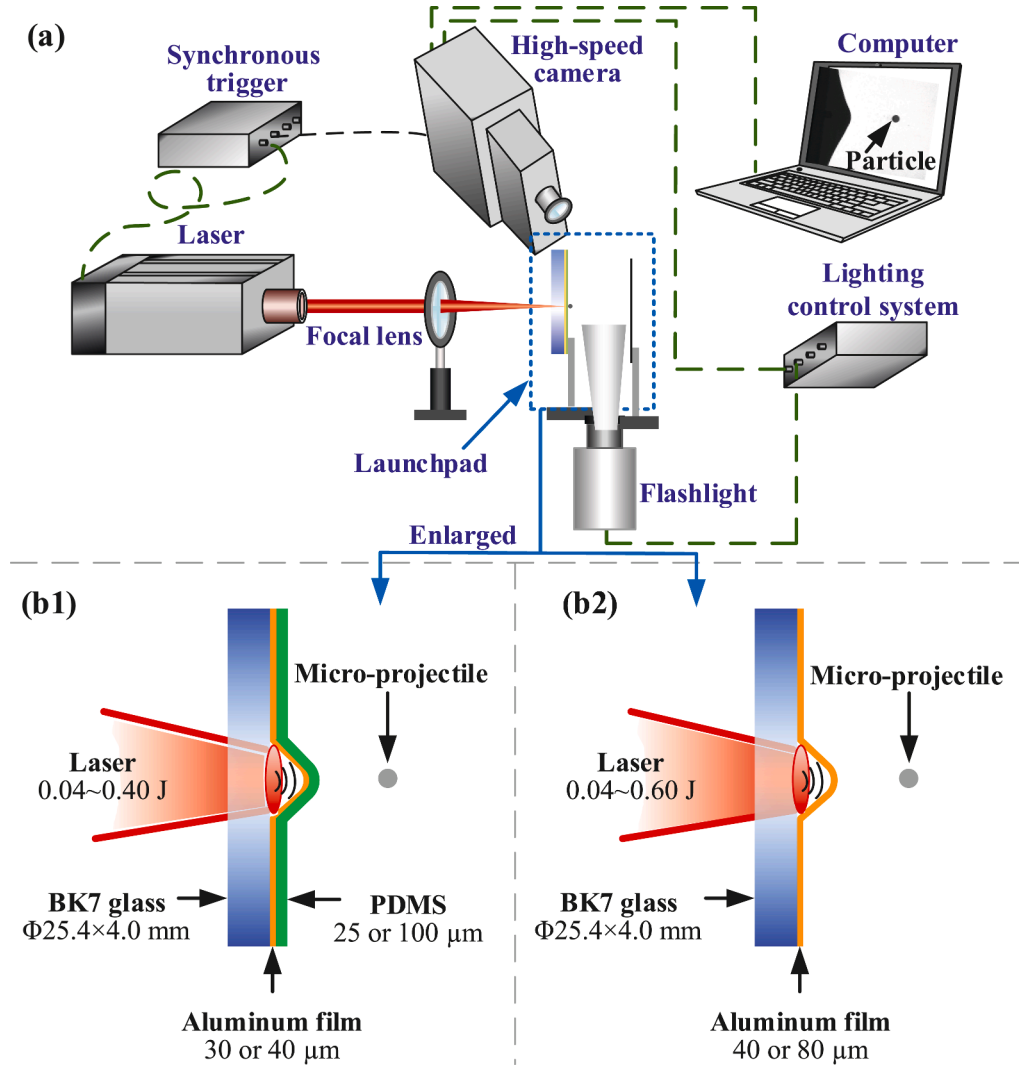 (a)
Synchronous
trigger
High-speed
camera
Computer
Particle
Laser
Focal lens
Lighting
control system
Launchpad
Flashlight
Enlarged
(b1)
Micro-projectile
Laser
0.04~0.40 J
BK7 glass
Φ25.4×4.0 mm
PDMS
25 or 100 μm
Aluminum film
30 or 40 μm
(b2)
Micro-projectile
Laser
0.04~0.60 J
BK7 glass
Φ25.4×4.0 mm
Aluminum film
40 or 80 μm